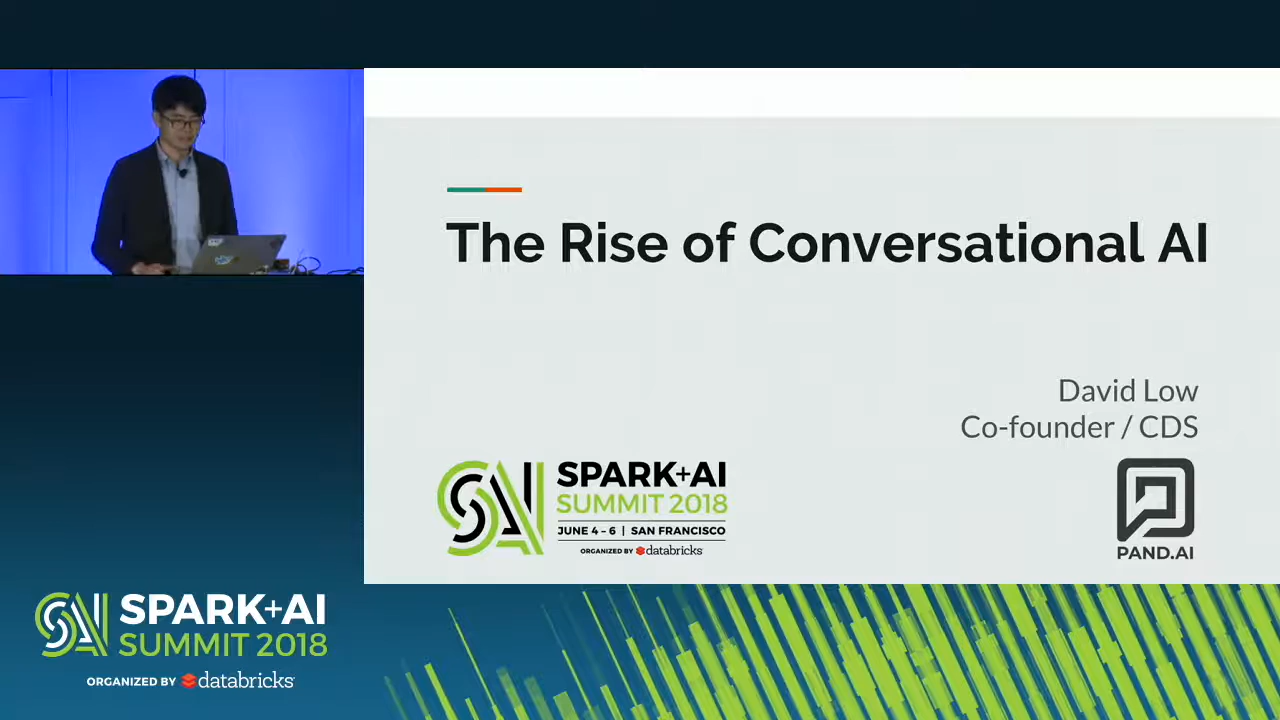 The Rise of Conversational AI
David Low
Co-founder / CDS
SPARK+AI
SUMMIT 2018
JUNE 4 – 6 | SAN FRANCISCO
ORGANIZED BY databricks
PAND.AI
SPARK+AI
SUMMIT 2018
ORGANIZED BY databricks